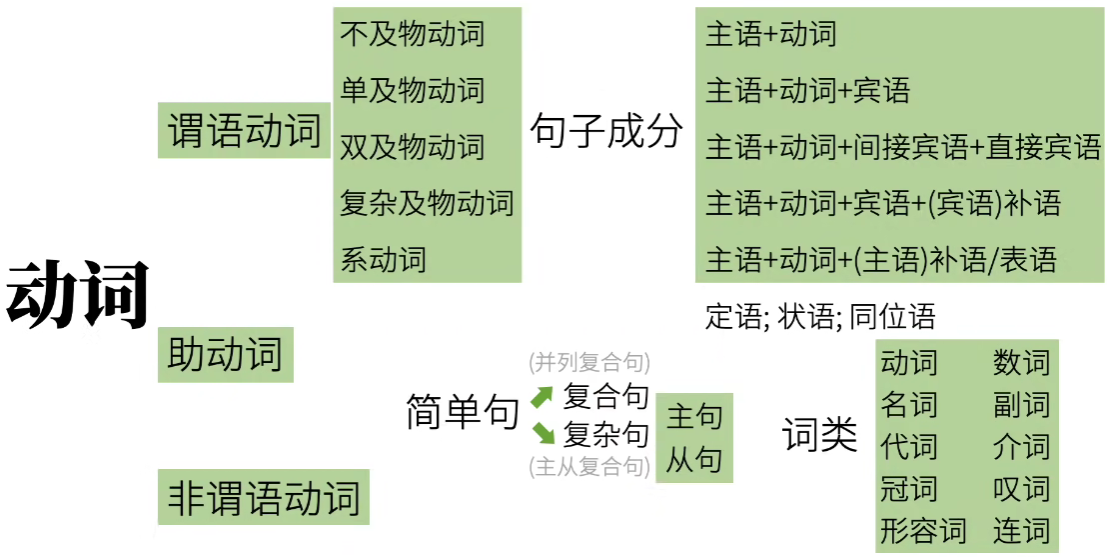 动词
谓语动词
不及物动词
单及物动词
双及物动词
复杂及物动词
系动词
句子成分
主语+动词
主语+动词+宾语
主语+动词+间接宾语+直接宾语
主语+动词+宾语+(宾语)补语
主语+动词+(主语)补语/表语
定语; 状语; 同位语
助动词
非谓语动词
简单句
(并列复合句)
复合句
复杂句
(主从复合句)
主句
从句
词类
动词 数词
名词 副词
代词 介词
冠词 叹词
形容词 连词